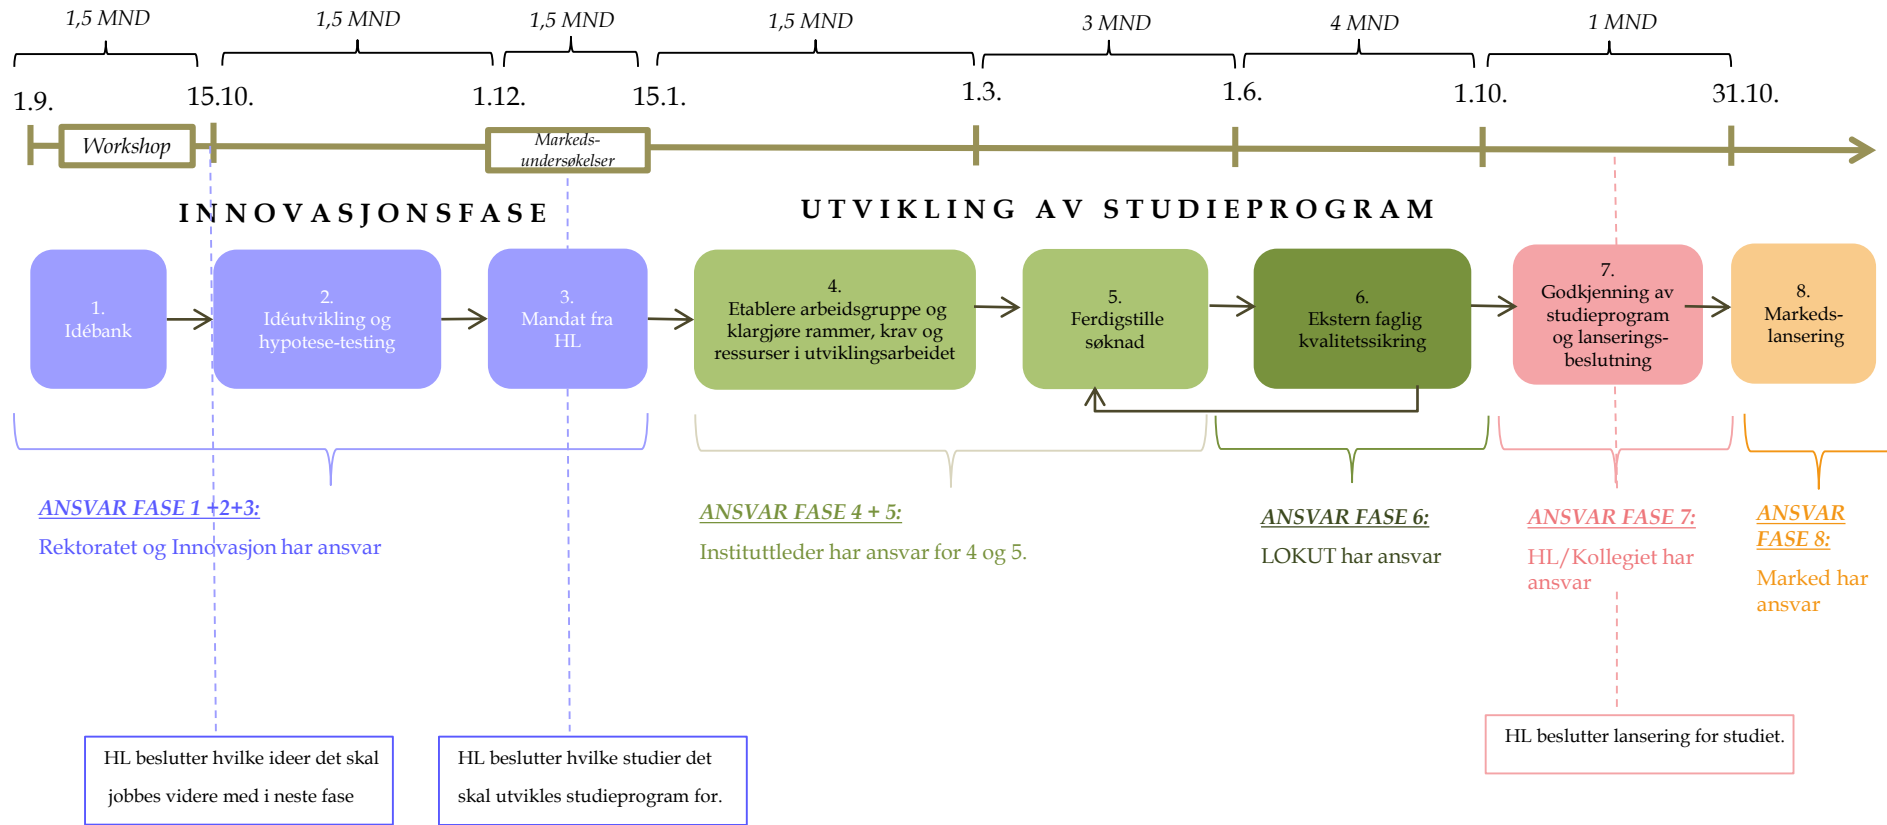 1,5 MND
1,5 MND
1,5 MND
1,5 MND
3 MND
4 MND
1 MND
1.9.
15.10.
1.12.
15.1.
1.3.
1.6.
1.10.
31.10.
Workshop
Markeds-
undersøkelser
INNOVASJONSFASE
UTVIKLING AV STUDIEPROGRAM
1.
Idébank
2.
Idéutvikling og
hypotese-testing
3.
Mandat fra
HL
4.
Etablere arbeidsgruppe og
klargjøre rammer, krav og
ressurser i utviklingsarbeidet
5.
Ferdigstille
søknad
6.
Ekstern faglig
kvalitetssikring
7.
Godkjenning av
studieprogram
og lanserings-
beslutning
8.
Markeds-
lansering
ANSVAR FASE 1 +2+3:
Rektoratet og Innovasjon har ansvar
ANSVAR FASE 4 + 5:
Instituttleder har ansvar for 4 og 5.
ANSVAR FASE 6:
LOKUT har ansvar
ANSVAR FASE 7:
HL/Kollegiet har
ansvar
ANSVAR
FASE 8:
Marked har
ansvar
HL beslutter hvilke ideer det skal
jobbes videre med i neste fase
HL beslutter hvilke studier det
skal utvikles studieprogram for.
HL beslutter lansering for studiet.